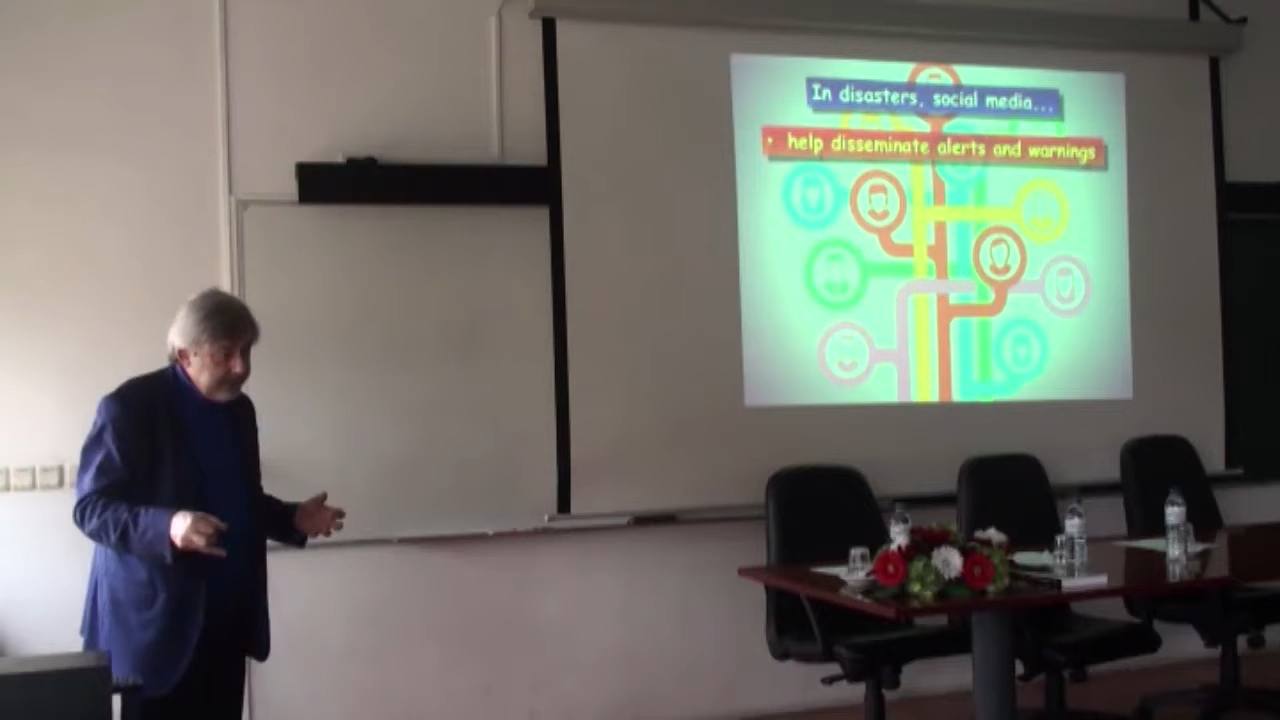 In disasters, social media...
• help disseminate alerts and warnings